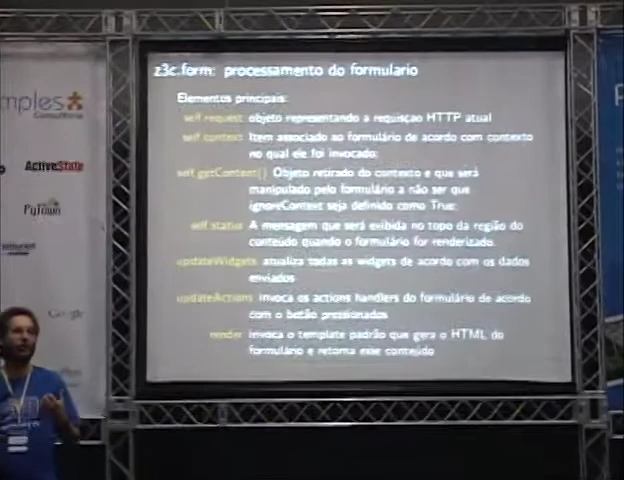 z3c.form: processamento do formulario
Elementos principais:
self.request objeto representando a requisição HTTP atual
self.context Item associado ao formulário de acordo com contexto
no qual ele foi invocado.
self.getContent() Objeto retirado do contexto e que será
manipulado pelo formulário a não ser que
ignoreContext seja definido como True.
self.status A mensagem que será exibida no topo da região do
conteúdo quando o formulário for renderizado.
updateWidgets atualiza todas as widgets de acordo com os dados
enviados
updateActions invoca os actions handlers do formulário de acordo
com o botão pressionados
render invoca o template padrão que gera o HTML do
formulário e retorna esse conteúdo
mples
Consultoria
ActiveState
PyTown
Google